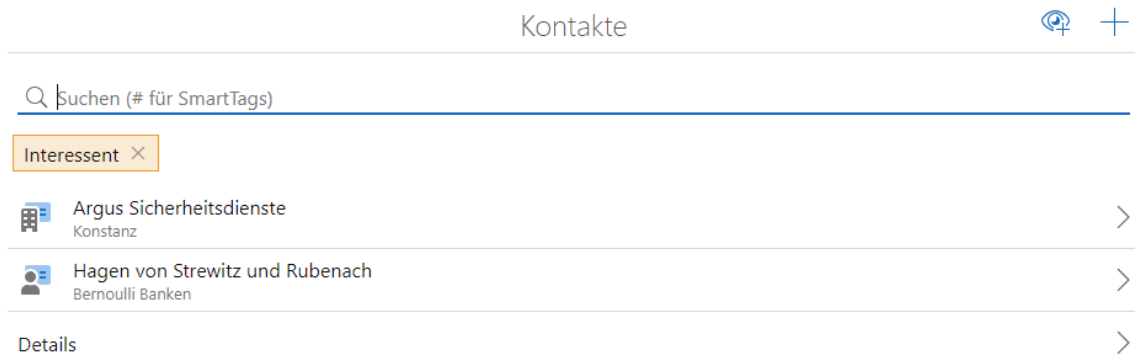 Kontakte
Suchen (# für SmartTags)
Interessent
Argus Sicherheitsdienste
Konstanz
Hagen von Strewitz und Rubenach
Bernoulli Banken
Details